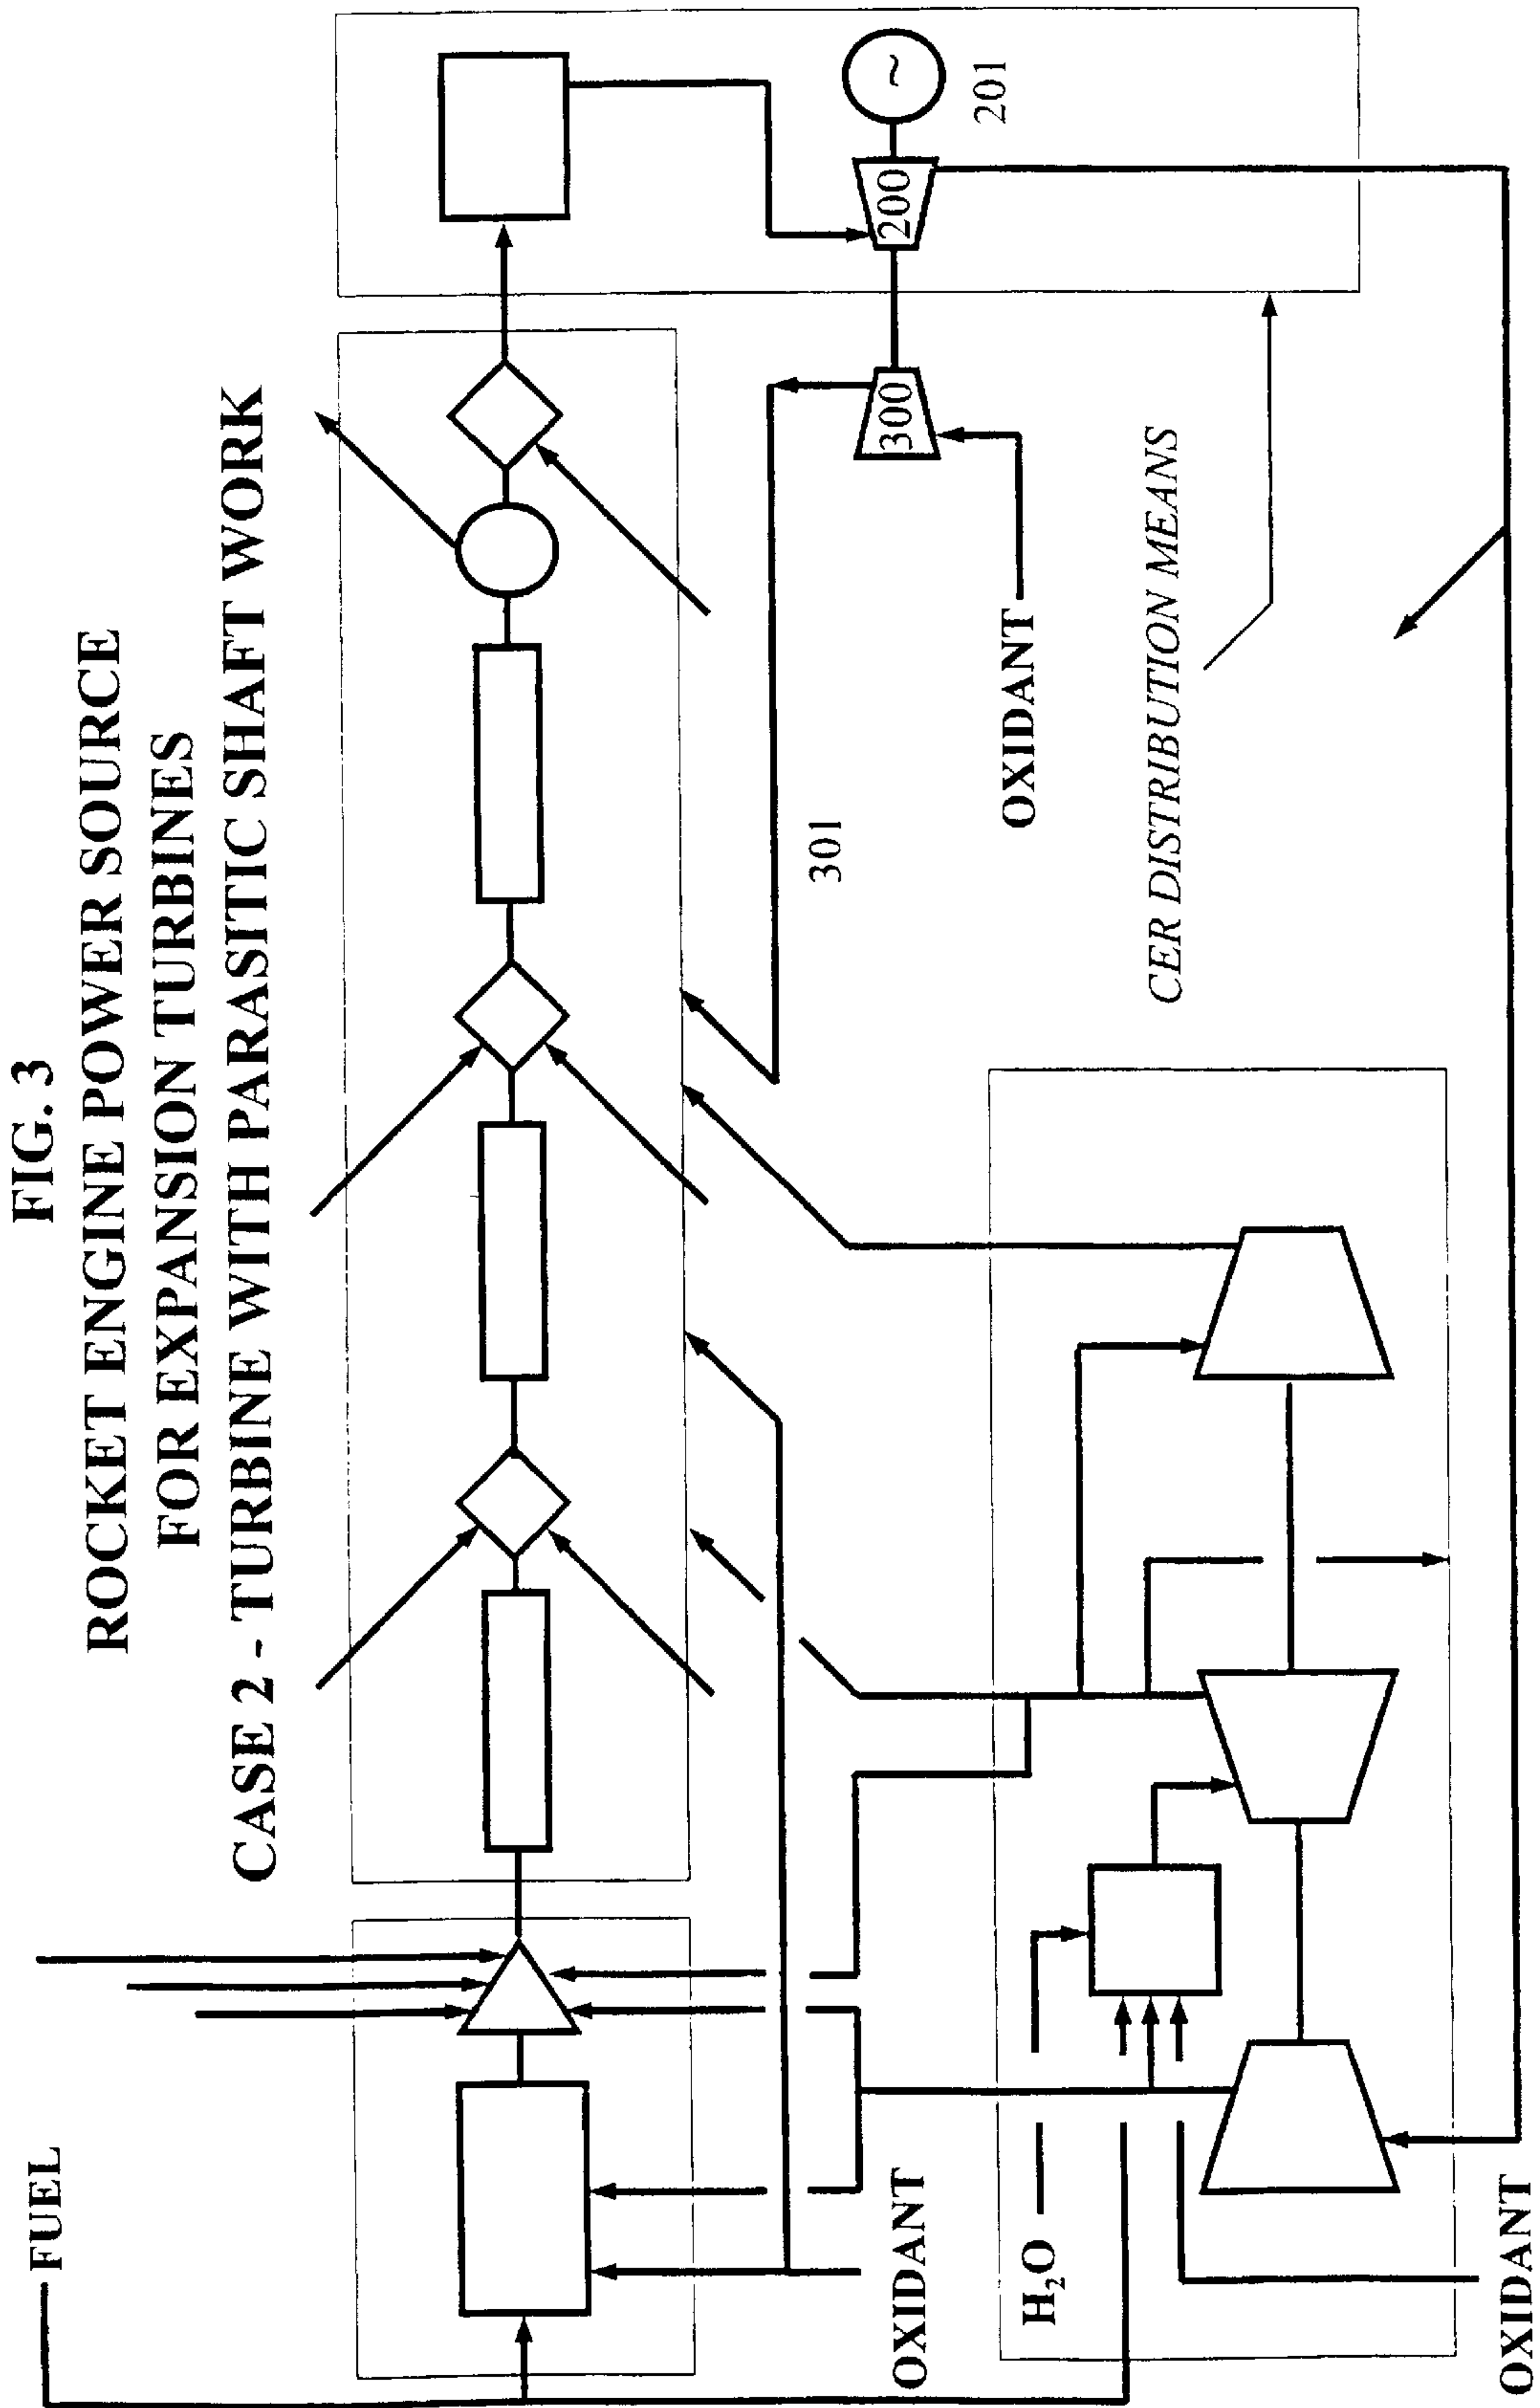 FIG. 3
ROCKET ENGINE POWER SOURCE
FOR EXPANSION TURBINES
CASE 2 - TURBINE WITH PARASITIC SHAFT WORK
FUEL
~
200
201
300
301
OXIDANT
OXIDANT
CER DISTRIBUTION MEANS
H₂O
OXIDANT